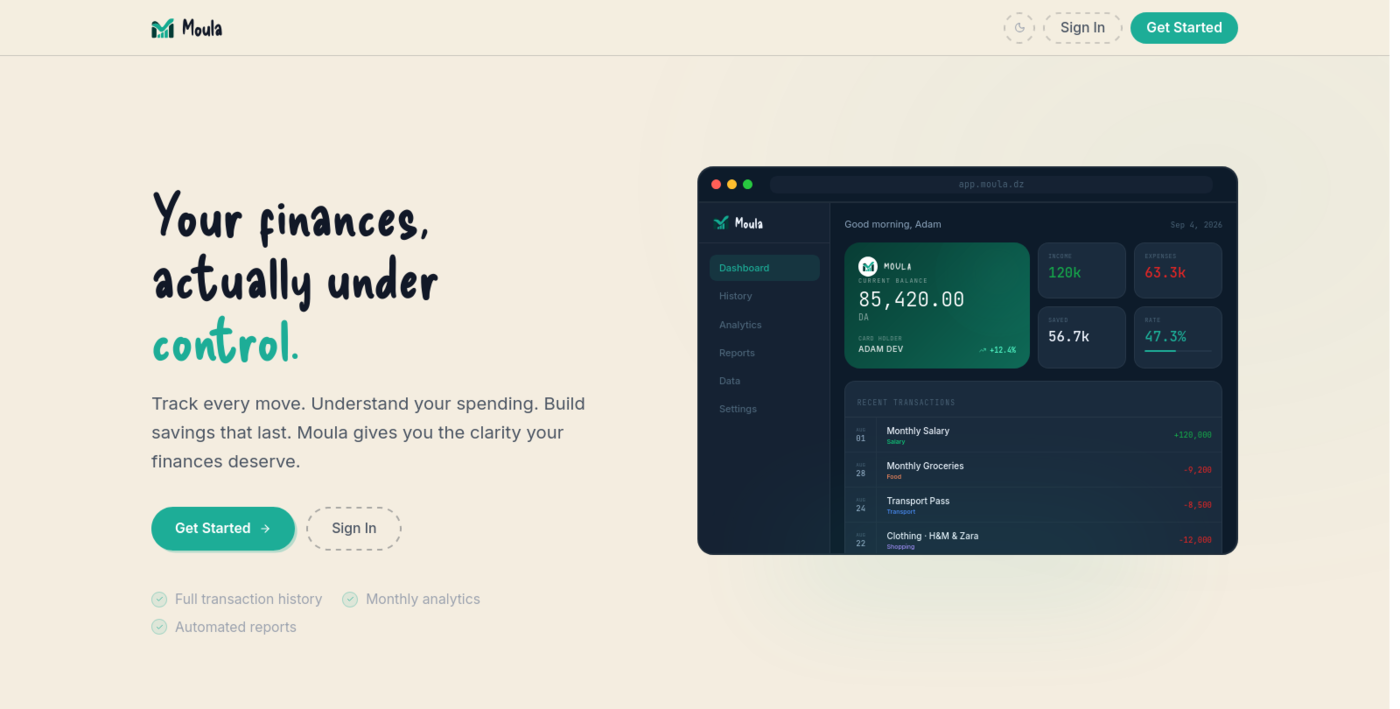 Moula
Sign In
Get Started
Your finances,
actually under
control.
Track every move. Understand your spending. Build
savings that last. Moula gives you the clarity your
finances deserve.
Get Started →
Sign In
Full transaction history
Monthly analytics
Automated reports
app.moula.dz
Moula
Dashboard
History
Analytics
Reports
Data
Settings
Good morning, Adam
Sep 4, 2026
MOULA
CURRENT BALANCE
85,420.00
DA
CARD HOLDER
ADAM DEV
+12.4%
INCOME
120k
EXPENSES
63.3k
SAVED
56.7k
RATE
47.3%
RECENT TRANSACTIONS
01
Monthly Salary
Salary
+120,000
28
Monthly Groceries
Food
-9,200
24
Transport Pass
Transport
-8,500
22
Clothing · H&M & Zara
Shopping
-12,000